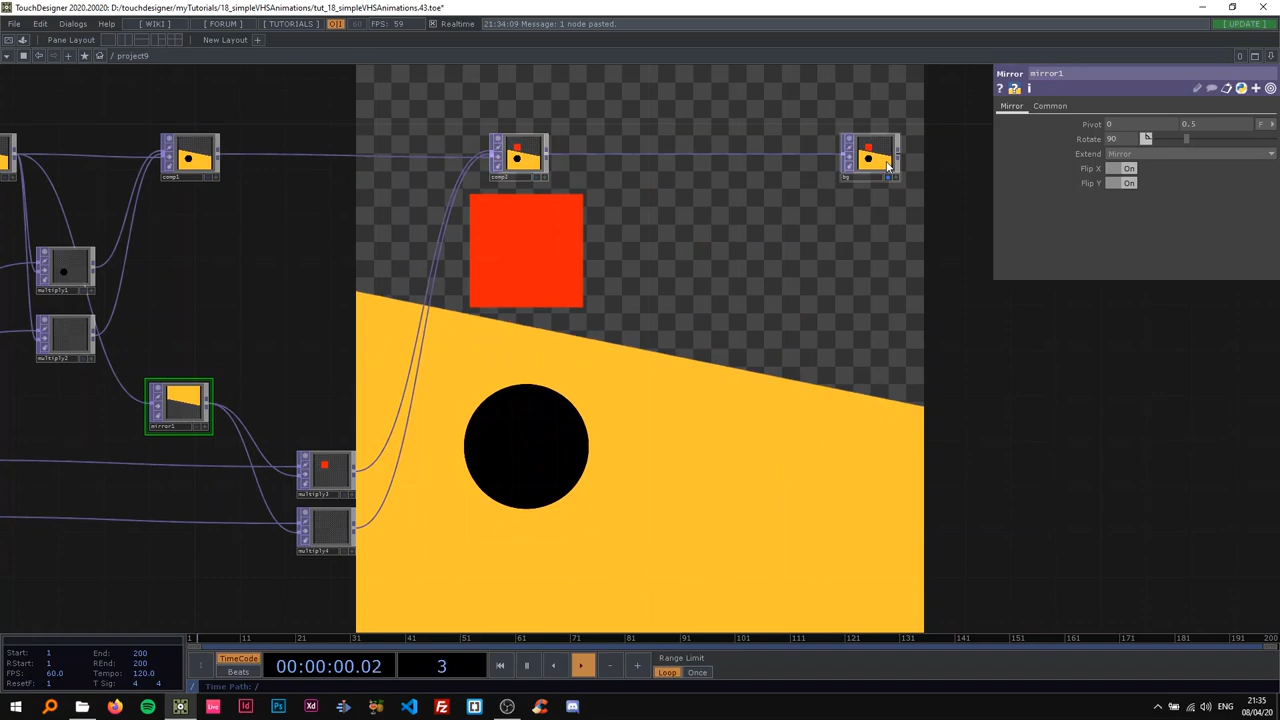 TouchDesigner 2020.20020: D:/touchdesigner/myTutorials/18_simpleVHSAnimations/tut_18_simpleVHSAnimations.43.toe*
File Edit Dialogs Help [ WIKI ] [ FORUM ] [ TUTORIALS ] O|I 60 FPS: 59 Realtime 21:34:09 Message: 1 node pasted. [ UPDATE ]
Pane Layout New Layout +
/ project9
Mirror mirror1
Mirror Common
Pivot 0 0.5 F
Rotate 90
Extend Mirror
Flip X On
Flip Y On
comp1
comp2
bg
multiply1
multiply2
mirror1
multiply3
multiply4
1 11 21 31 41 51 61 71 81 91 101 111 121 131 141 151 161 171 181 191 200
Start: 1 End: 200
RStart: 1 REnd: 200
FPS: 60.0 Tempo: 120.0
ResetF: 1 T Sig: 4 4
TimeCode
Beats
00:00:00.02
3
Range Limit
Loop Once
Time Path: /
ENG
21:35
08/04/20